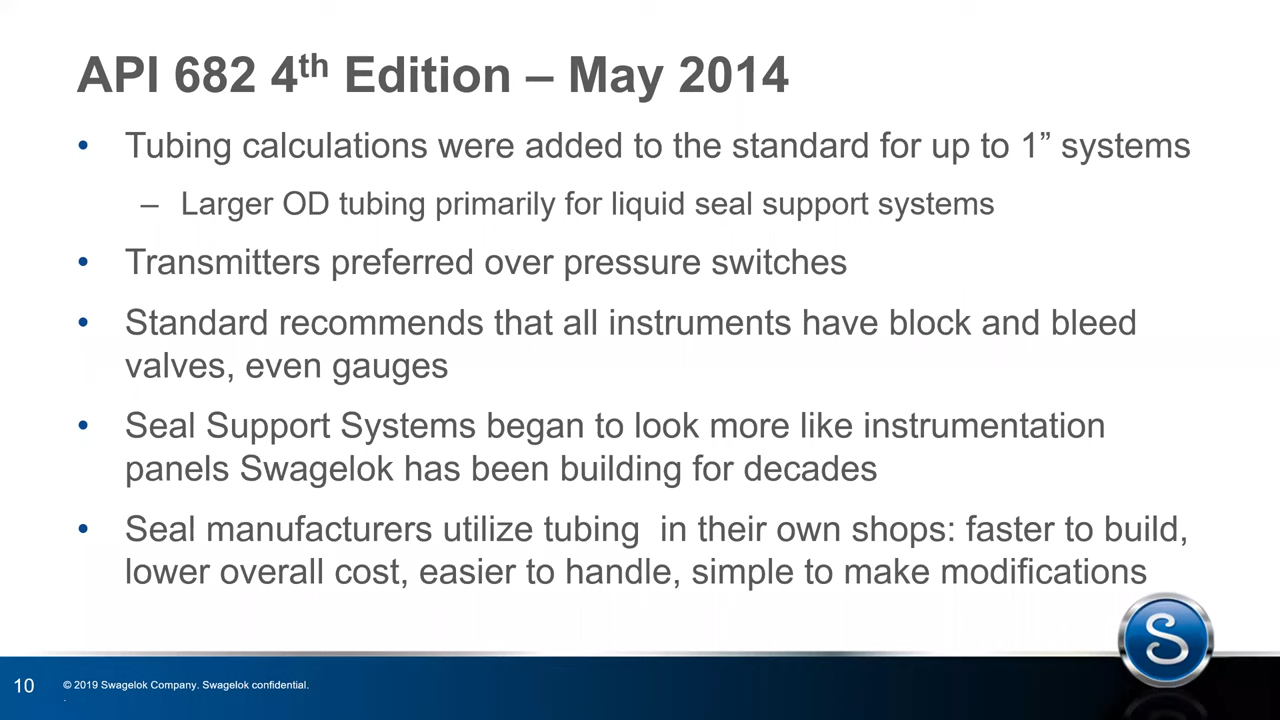 API 682 4th Edition – May 2014
• Tubing calculations were added to the standard for up to 1” systems
– Larger OD tubing primarily for liquid seal support systems
• Transmitters preferred over pressure switches
• Standard recommends that all instruments have block and bleed
valves, even gauges
• Seal Support Systems began to look more like instrumentation
panels Swagelok has been building for decades
• Seal manufacturers utilize tubing  in their own shops: faster to build,
lower overall cost, easier to handle, simple to make modifications
S
10
© 2019 Swagelok Company. Swagelok confidential.
.